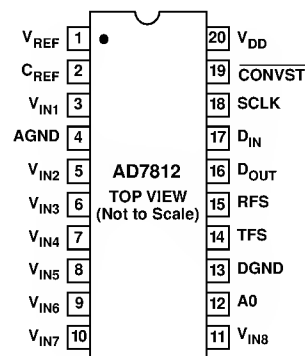 VREF 1 20 VDD
CREF 2 19 CONVST
VIN1 3 18 SCLK
AGND 4 17 DIN
VIN2 5 16 DOUT
VIN3 6 15 RFS
VIN4 7 14 TFS
VIN5 8 13 DGND
VIN6 9 12 A0
VIN7 10 11 VIN8
AD7812
TOP VIEW
(Not to Scale)